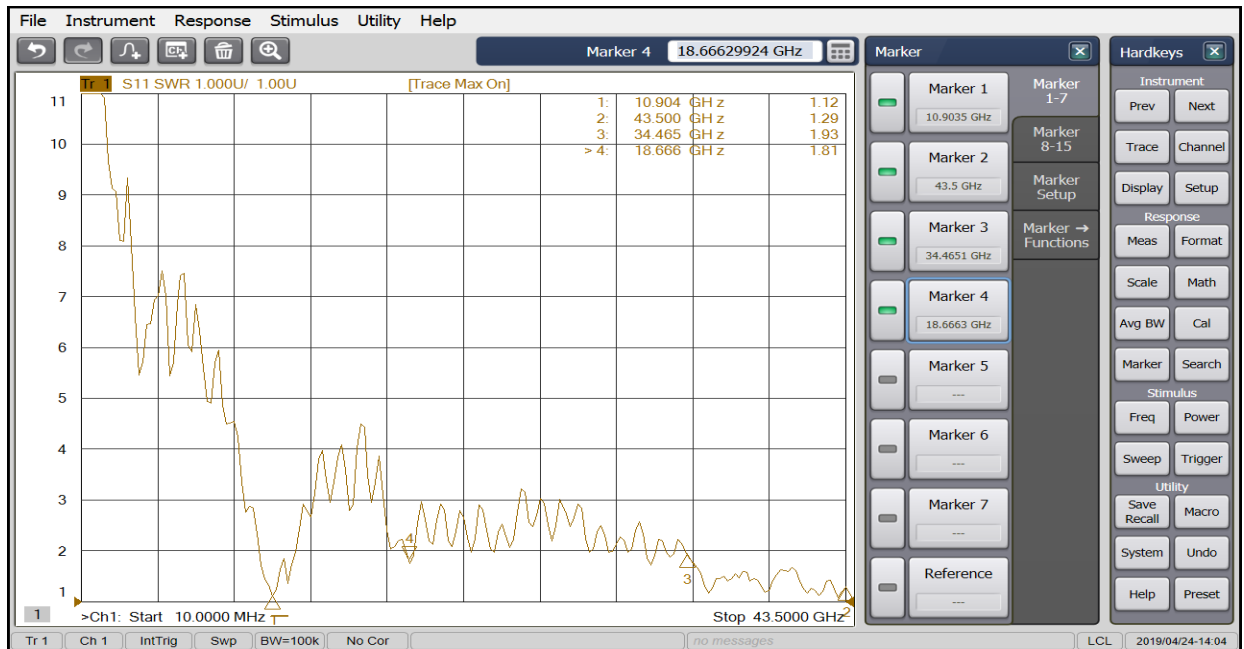 File Instrument Response Stimulus Utility Help
Marker 4 18.66629924 GHz
Tr 1 S11 SWR 1.000U/ 1.00U [Trace Max On]
1: 10.904 GH z 1.12
2: 43.500 GH z 1.29
3: 34.465 GH z 1.93
> 4: 18.666 GH z 1.81
11
10
9
8
7
6
5
4
3
2
1
4
3
2
1 >Ch1: Start 10.0000 MHz Stop 43.5000 GHz
Marker
Marker 1
10.9035 GHz
Marker 2
43.5 GHz
Marker 3
34.4651 GHz
Marker 4
18.6663 GHz
Marker 5
---
Marker 6
---
Marker 7
---
Reference
---
Marker
1-7
Marker
8-15
Marker
Setup
Marker →
Functions
Hardkeys
Instrument
Prev Next
Trace Channel
Display Setup
Response
Meas Format
Scale Math
Avg BW Cal
Marker Search
Stimulus
Freq Power
Sweep Trigger
Utility
Save
Recall
Macro
System Undo
Help Preset
Tr 1 Ch 1 IntTrig Swp BW=100k No Cor no messages LCL 2019/04/24-14:04